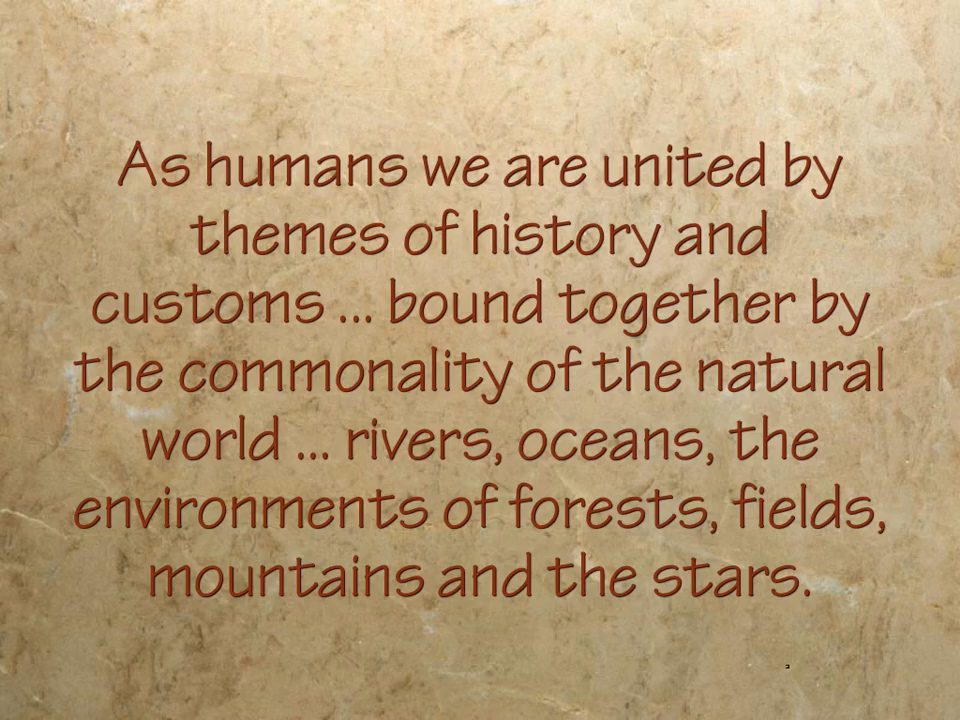 As humans we are united by
themes of history and
customs ... bound together by
the commonality of the natural
world ... rivers, oceans, the
environments of forests, fields,
mountains and the stars.